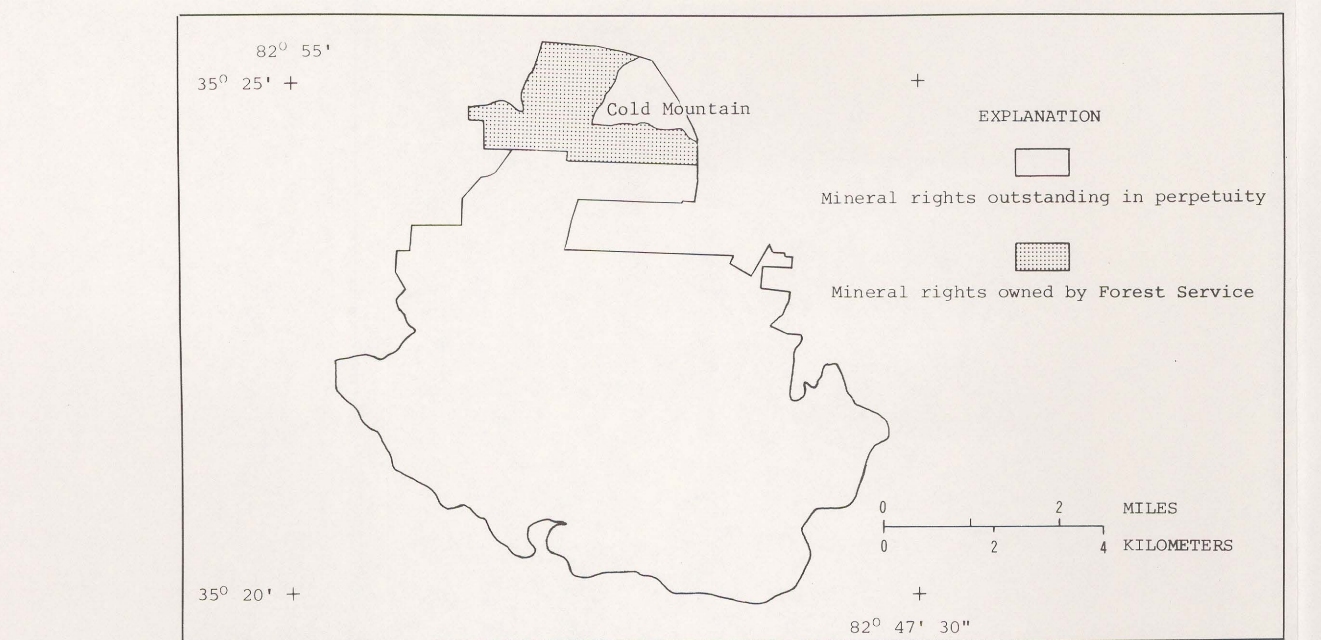 82° 55'
35° 25' +
+
Cold Mountain
EXPLANATION
Mineral rights outstanding in perpetuity
Mineral rights owned by Forest Service
0 2 MILES
0 2 4 KILOMETERS
35° 20' +
+
82° 47' 30"